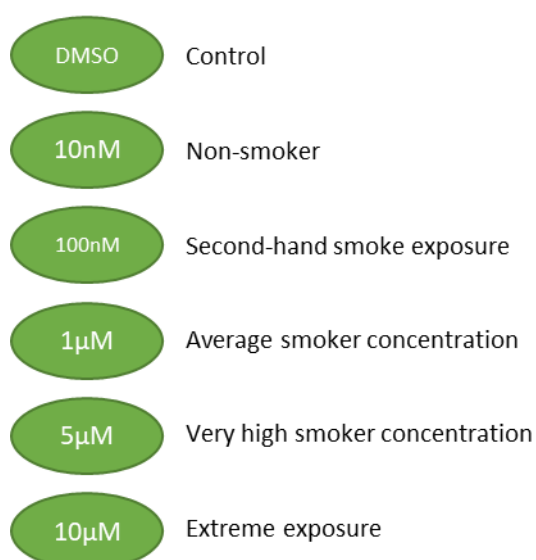 DMSO Control
10nM Non-smoker
100nM Second-hand smoke exposure
1µM Average smoker concentration
5µM Very high smoker concentration
10µM Extreme exposure